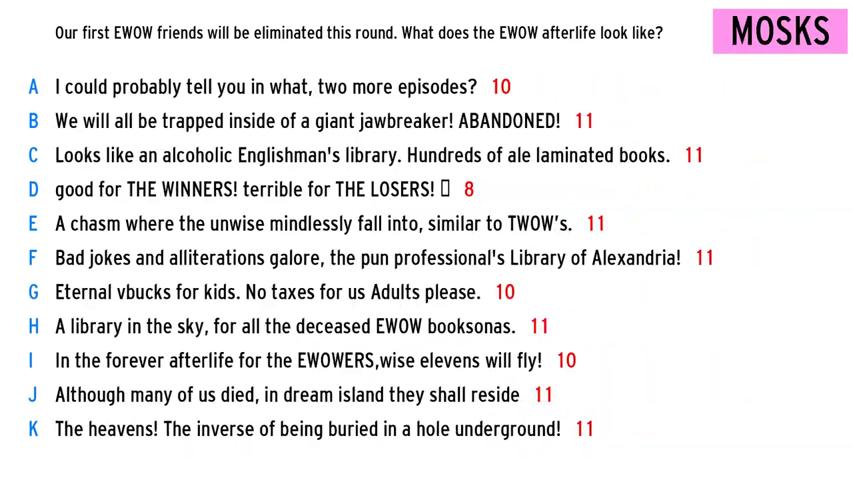 Our first EWOW friends will be eliminated this round. What does the EWOW afterlife look like?
MOSKS
A I could probably tell you in what, two more episodes? 10
B We will all be trapped inside of a giant jawbreaker! ABANDONED! 11
C Looks like an alcoholic Englishman's library. Hundreds of ale laminated books. 11
D good for THE WINNERS! terrible for THE LOSERS! ▯ 8
E A chasm where the unwise mindlessly fall into, similar to TWOW’s. 11
F Bad jokes and alliterations galore, the pun professional's Library of Alexandria! 11
G Eternal vbucks for kids. No taxes for us Adults please. 10
H A library in the sky, for all the deceased EWOW booksonas. 11
I In the forever afterlife for the EWOWERS,wise elevens will fly! 10
J Although many of us died, in dream island they shall reside 11
K The heavens! The inverse of being buried in a hole underground! 11